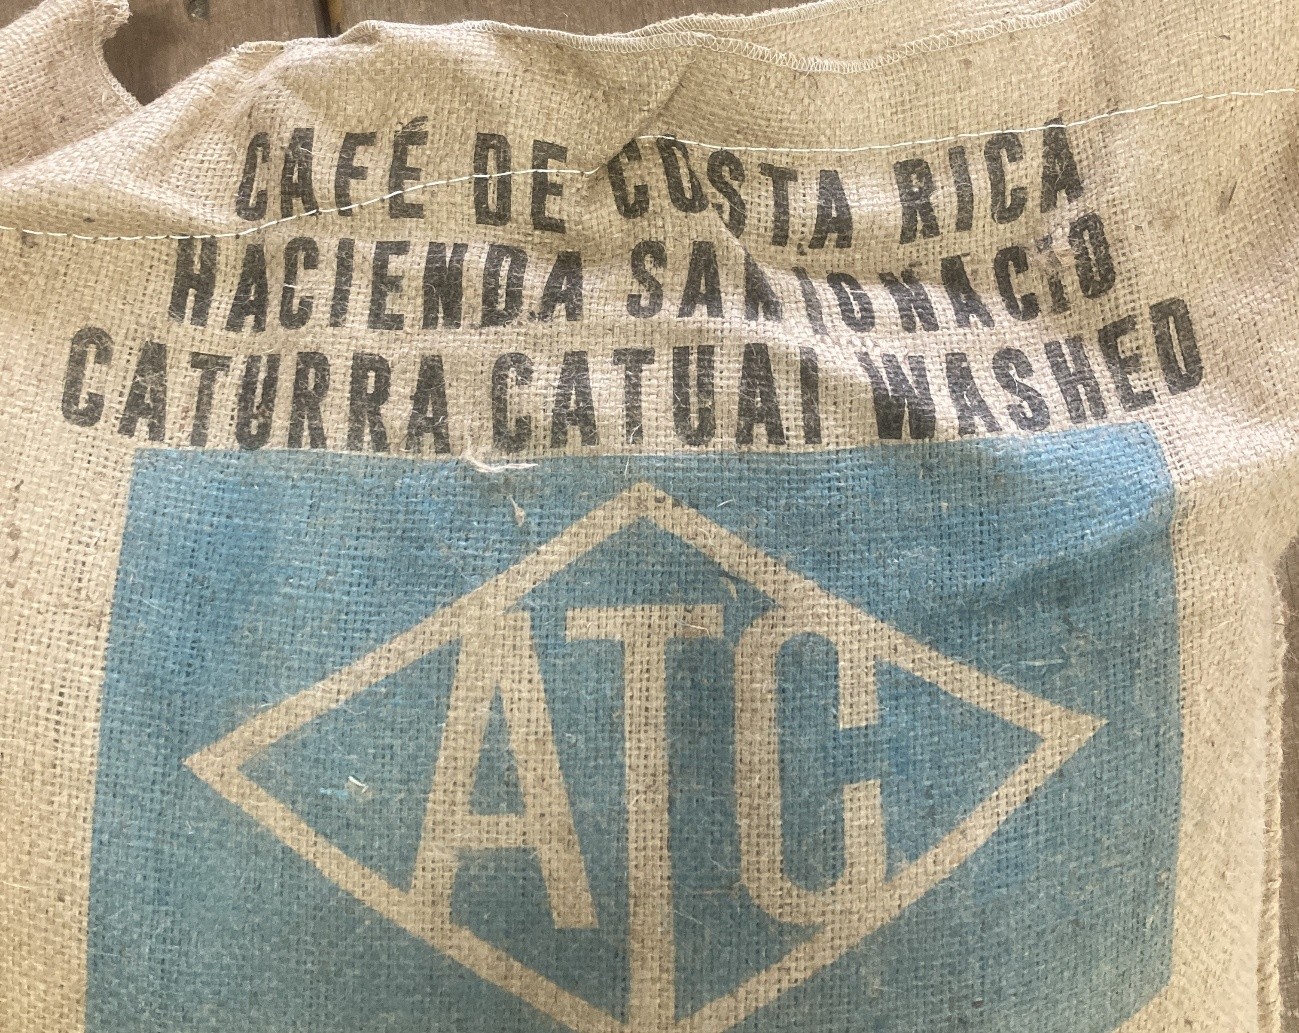 CAFÉ DE COSTA RICA
HACIENDA SAN IGNACIO
CATURRA CATUAI WASHED
ATC